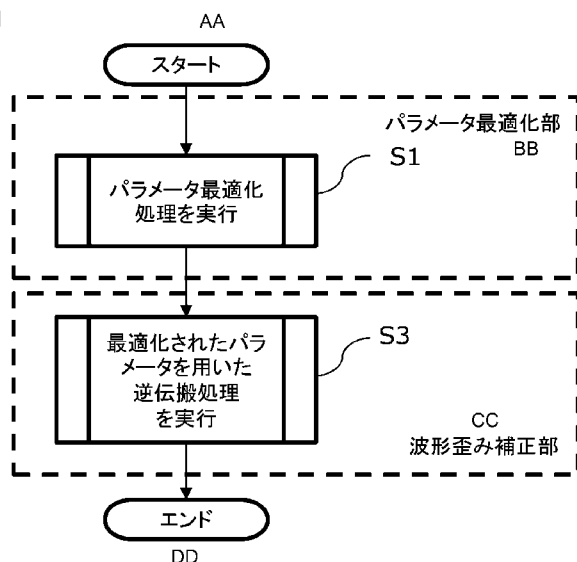 AA
スタート
パラメータ最適化部
BB
S1
パラメータ最適化
処理を実行
S3
最適化されたパラ
メータを用いた
逆伝搬処理
を実行
CC
波形歪み補正部
エンド
DD